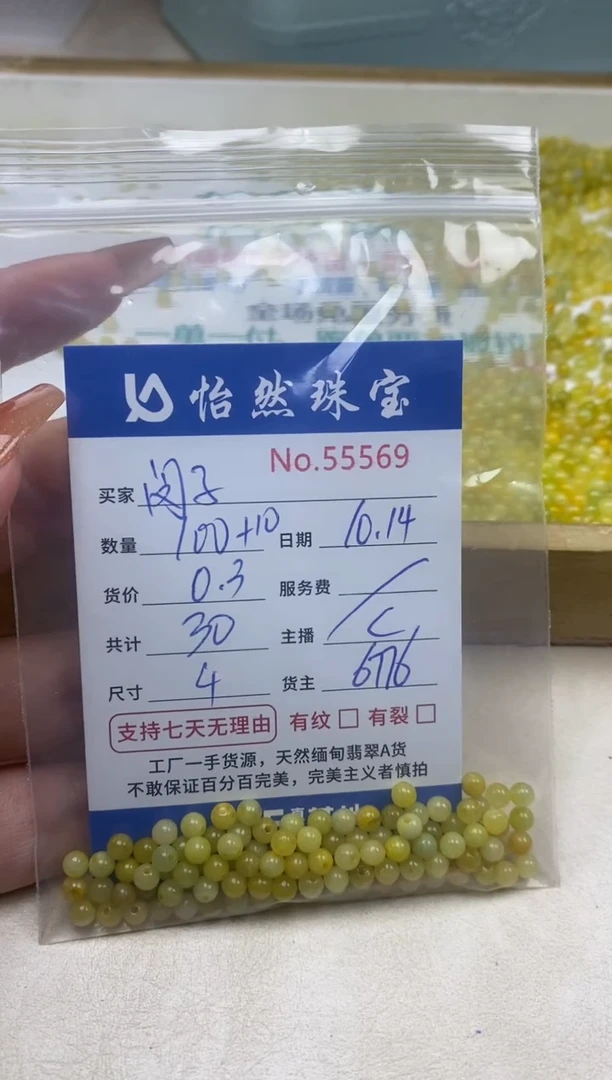 怡然珠宝
No.55569
买家 闵子
数量 100+10 日期 10.14
货价 0.3 服务费 /
共计 30 主播 C
尺寸 4 货主 6776
支持七天无理由 有纹 □ 有裂 □
工厂一手货源，天然缅甸翡翠A货
不敢保证百分百完美，完美主义者慎拍